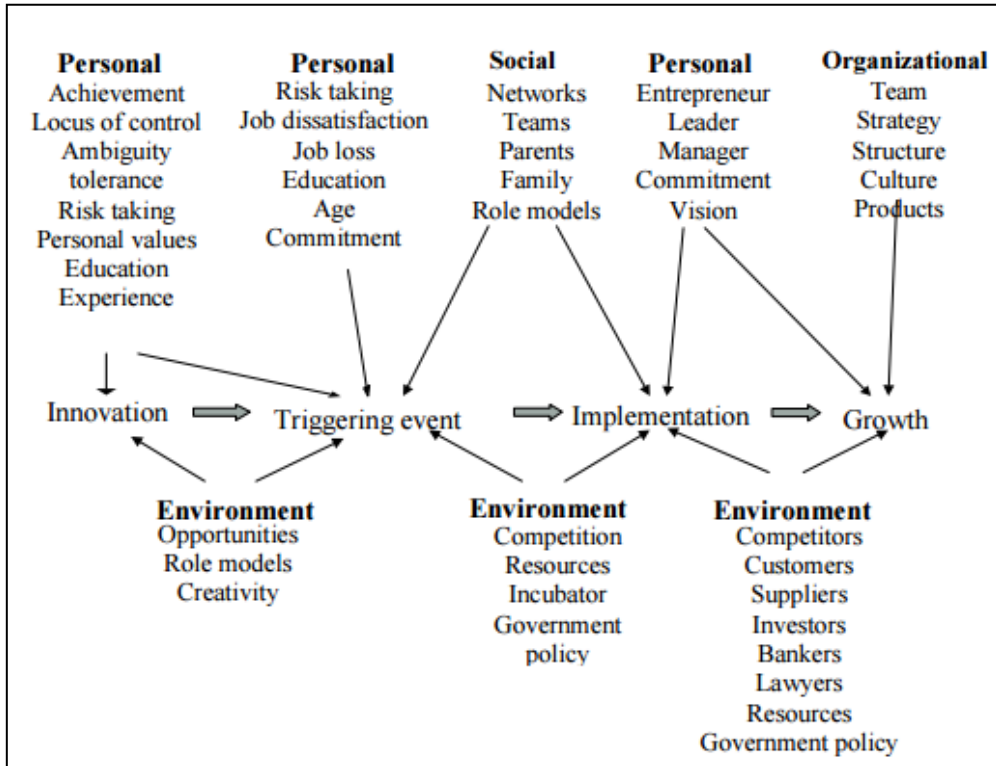 Personal
Achievement
Locus of control
Ambiguity
tolerance
Risk taking
Personal values
Education
Experience
Personal
Risk taking
Job dissatisfaction
Job loss
Education
Age
Commitment
Social
Networks
Teams
Parents
Family
Role models
Personal
Entrepreneur
Leader
Manager
Commitment
Vision
Organizational
Team
Strategy
Structure
Culture
Products
Innovation
Triggering event
Implementation
Growth
Environment
Opportunities
Role models
Creativity
Environment
Competition
Resources
Incubator
Government
policy
Environment
Competitors
Customers
Suppliers
Investors
Bankers
Lawyers
Resources
Government policy